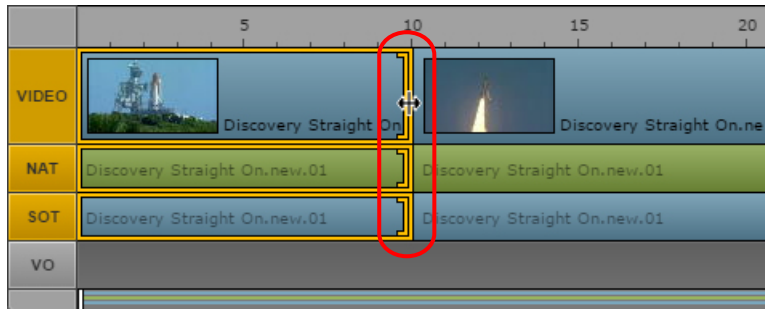 5 10 15 20
VIDEO
Discovery Straight On
Discovery Straight On.ne
NAT
Discovery Straight On.new.01
Discovery Straight On.new.01
SOT
Discovery Straight On.new.01
Discovery Straight On.new.01
VO